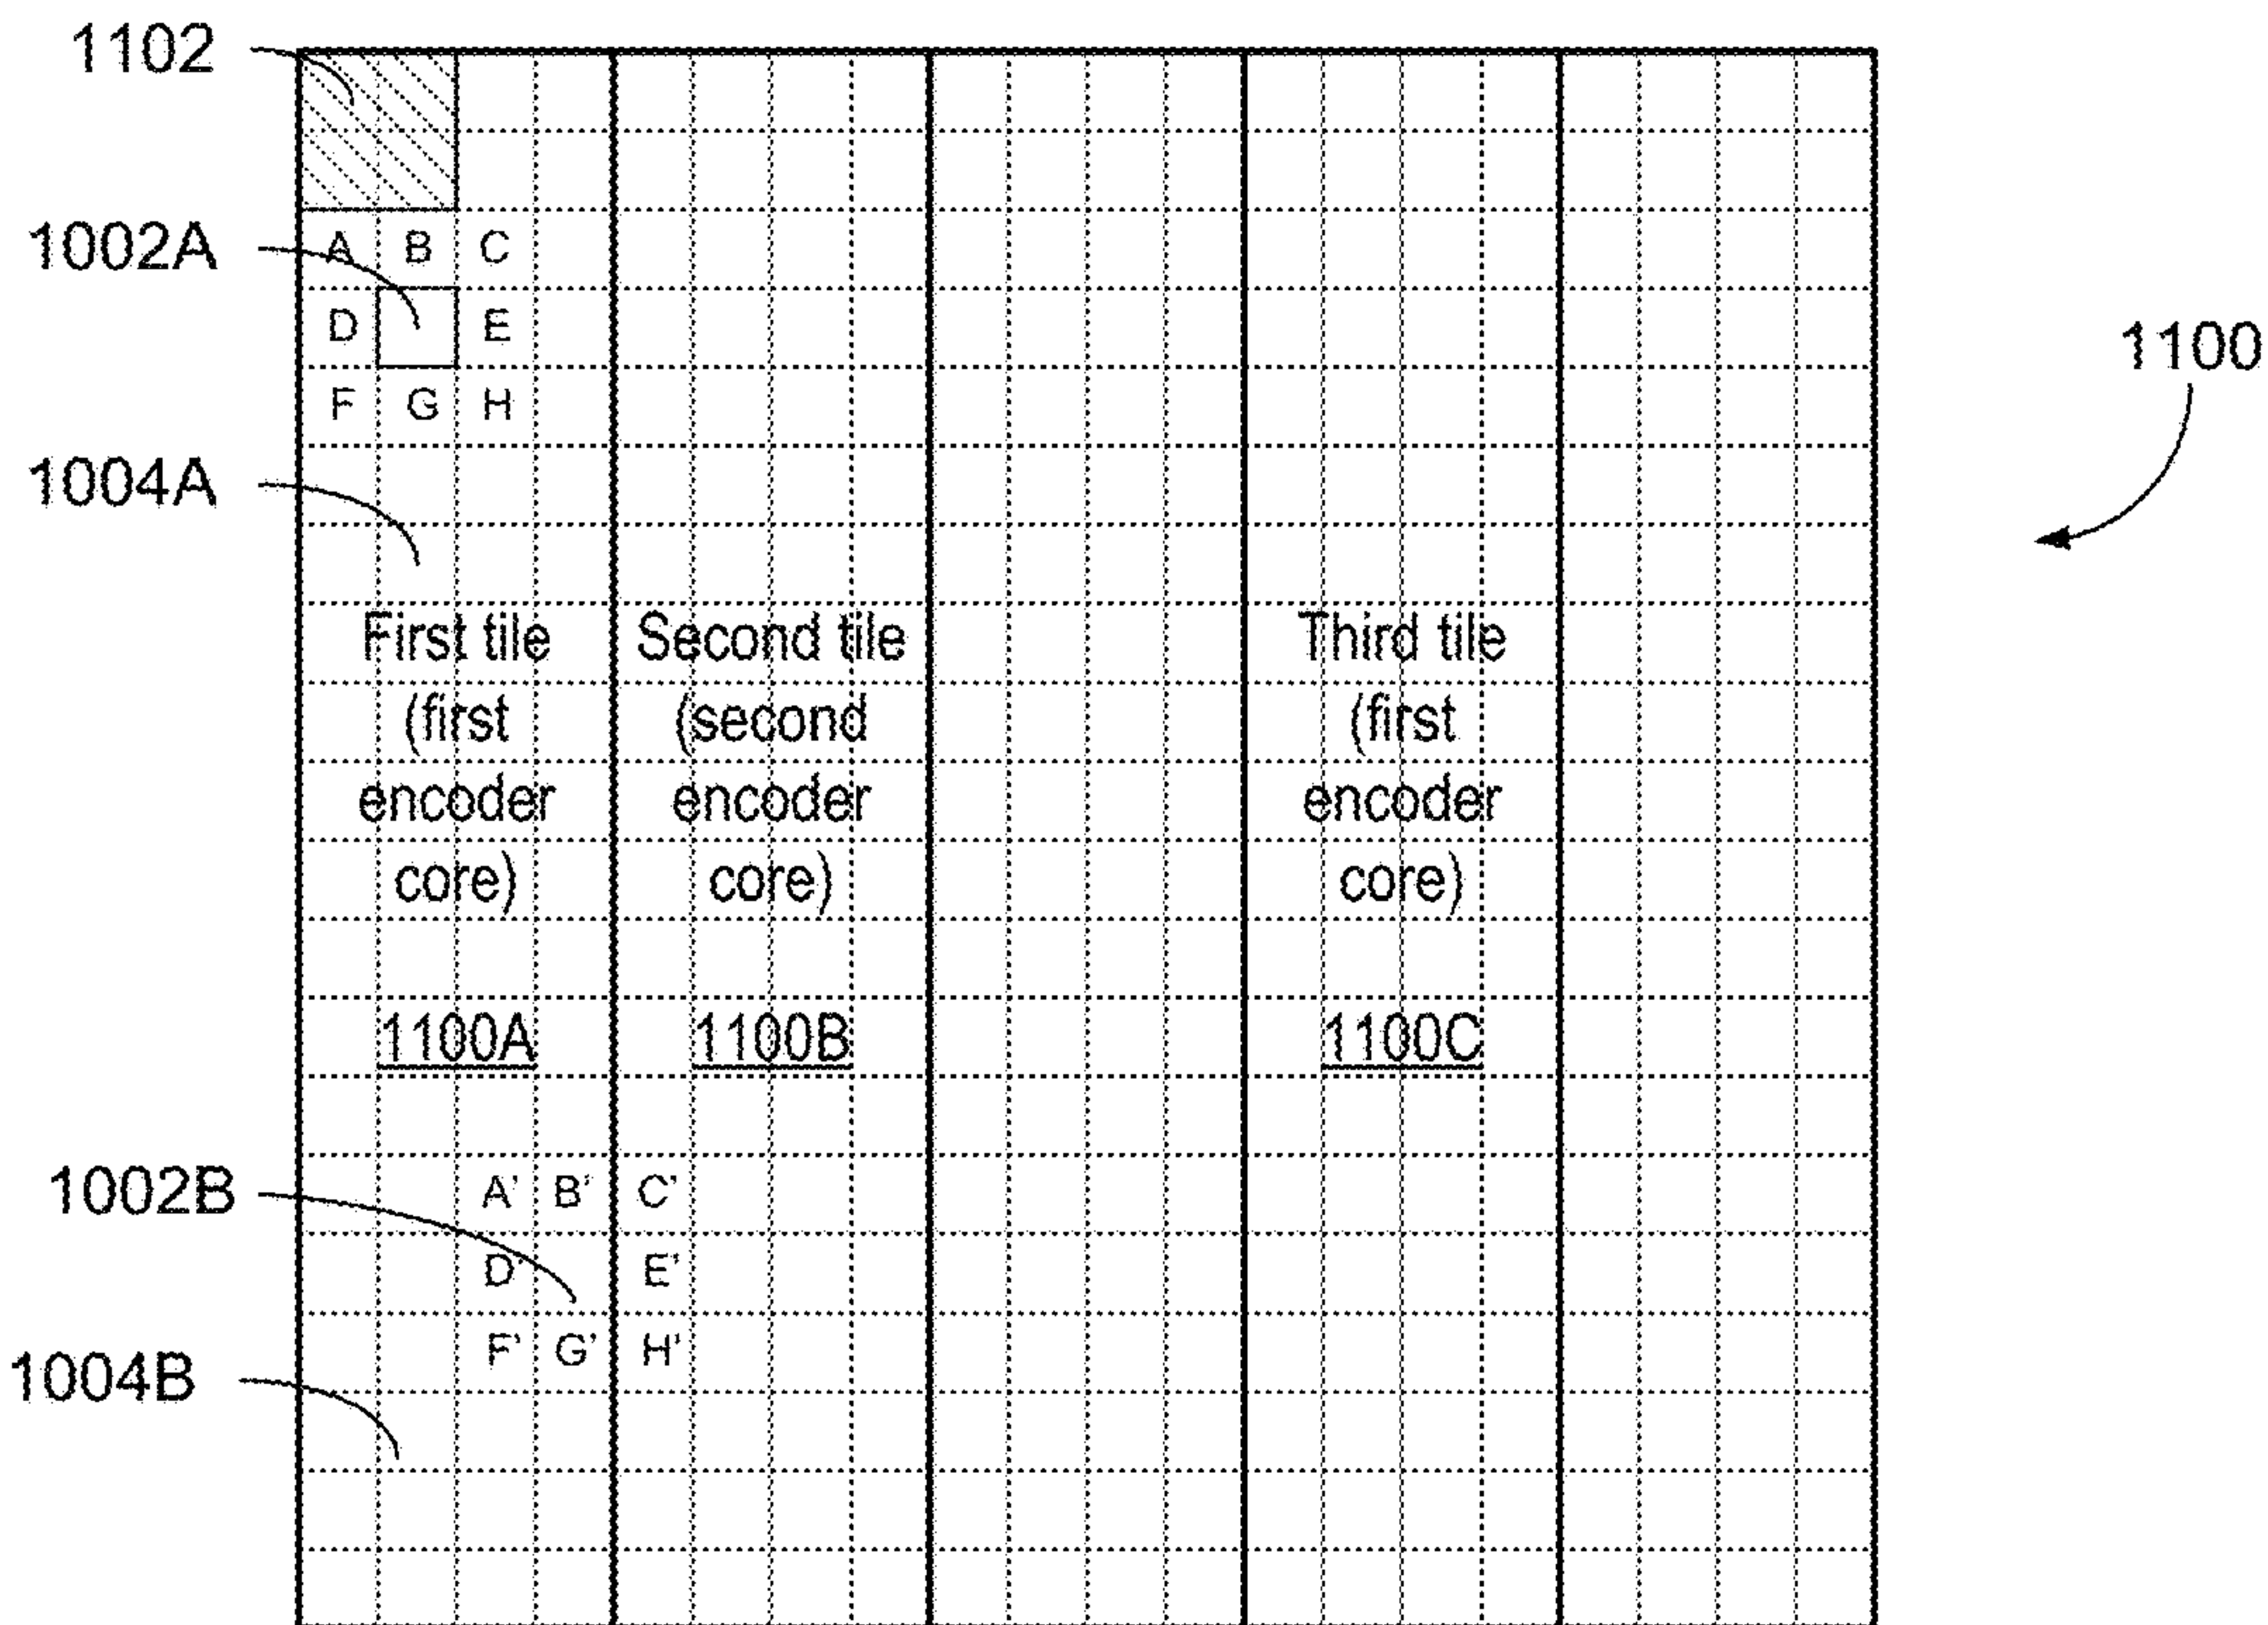 1102
1002A
A B C
D E
1100
F G H
1004A
First tile
(first
encoder
core)
1100A
Second tile
(second
encoder
core)
1100B
Third tile
(first
encoder
core)
1100C
1002B
A' B' C'
D' E'
F' G' H'
1004B